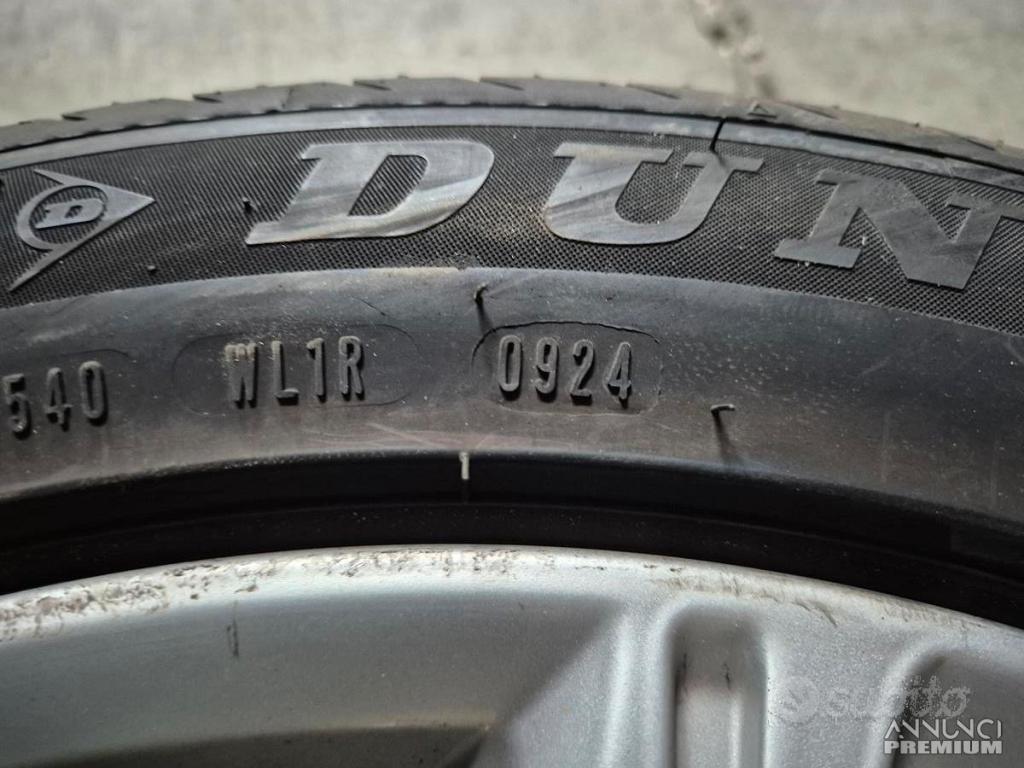 D DUN
540 WL1R 0924
subito
ANNUNCI
PREMIUM